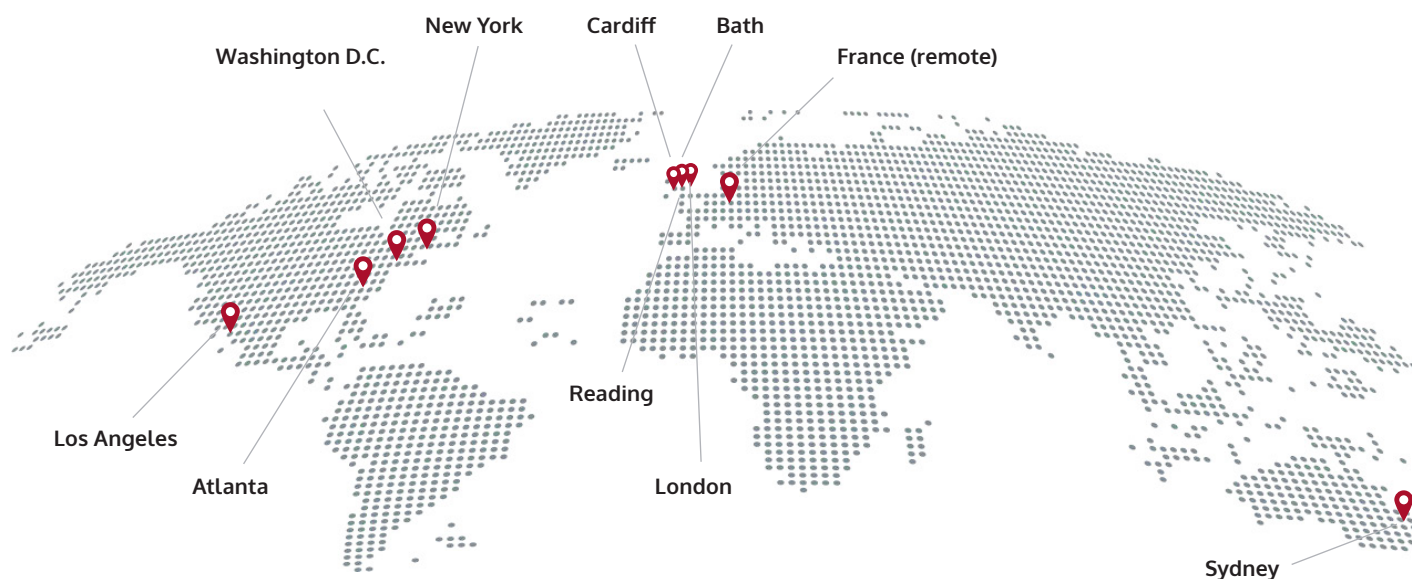 New York
Cardiff
Bath
Washington D.C.
France (remote)
Reading
Los Angeles
Atlanta
London
Sydney